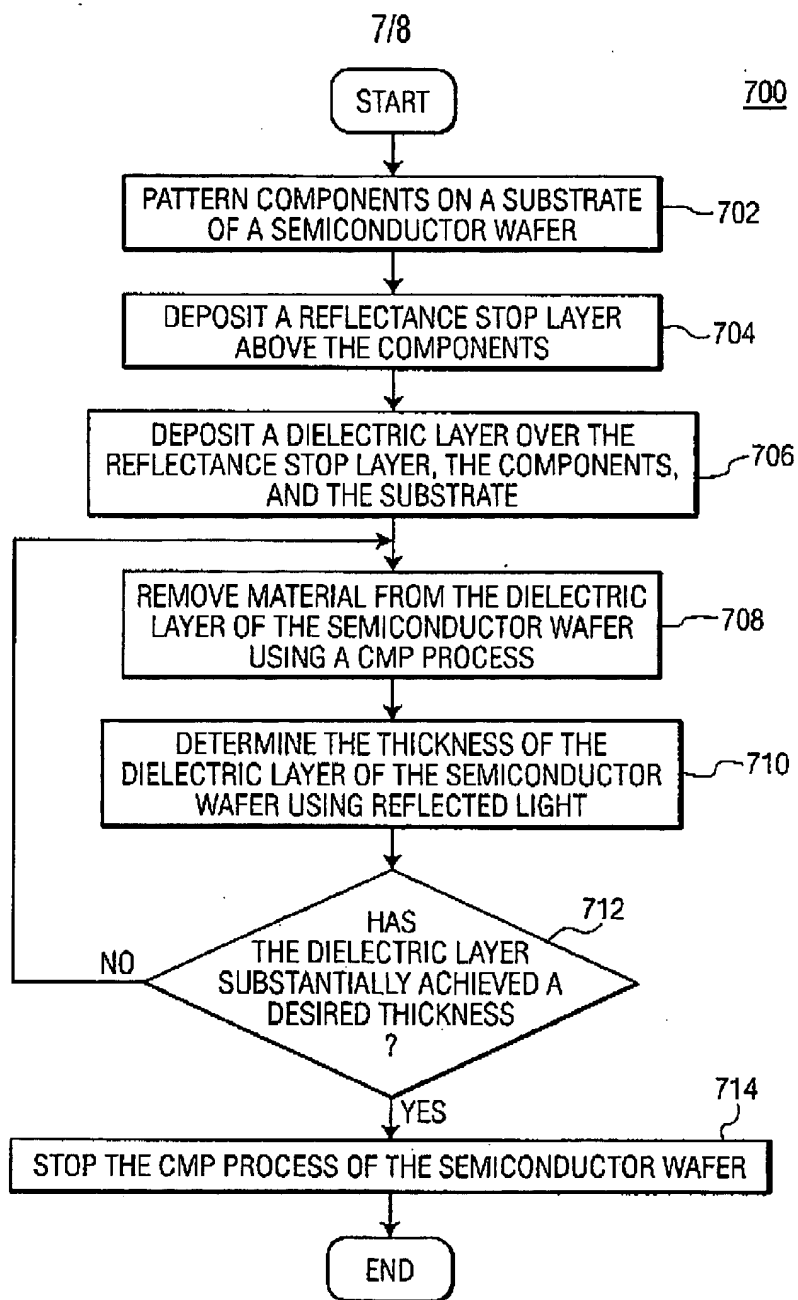 7/8
START
700
PATTERN COMPONENTS ON A SUBSTRATE
OF A SEMICONDUCTOR WAFER
702
DEPOSIT A REFLECTANCE STOP LAYER
ABOVE THE COMPONENTS
704
DEPOSIT A DIELECTRIC LAYER OVER THE
REFLECTANCE STOP LAYER, THE COMPONENTS,
AND THE SUBSTRATE
706
REMOVE MATERIAL FROM THE DIELECTRIC
LAYER OF THE SEMICONDUCTOR WAFER
USING A CMP PROCESS
708
DETERMINE THE THICKNESS OF THE
DIELECTRIC LAYER OF THE SEMICONDUCTOR
WAFER USING REFLECTED LIGHT
710
HAS
THE DIELECTRIC LAYER
SUBSTANTIALLY ACHIEVED A
DESIRED THICKNESS
?
712
NO
YES
714
STOP THE CMP PROCESS OF THE SEMICONDUCTOR WAFER
END